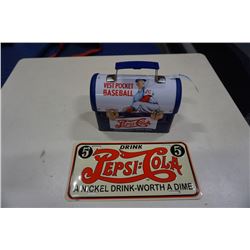 VEST POCKET
BASEBALL
PEPSI-Cola
DRINK
5¢ 5¢
PEPSI-COLA
A NICKEL DRINK-WORTH A DIME